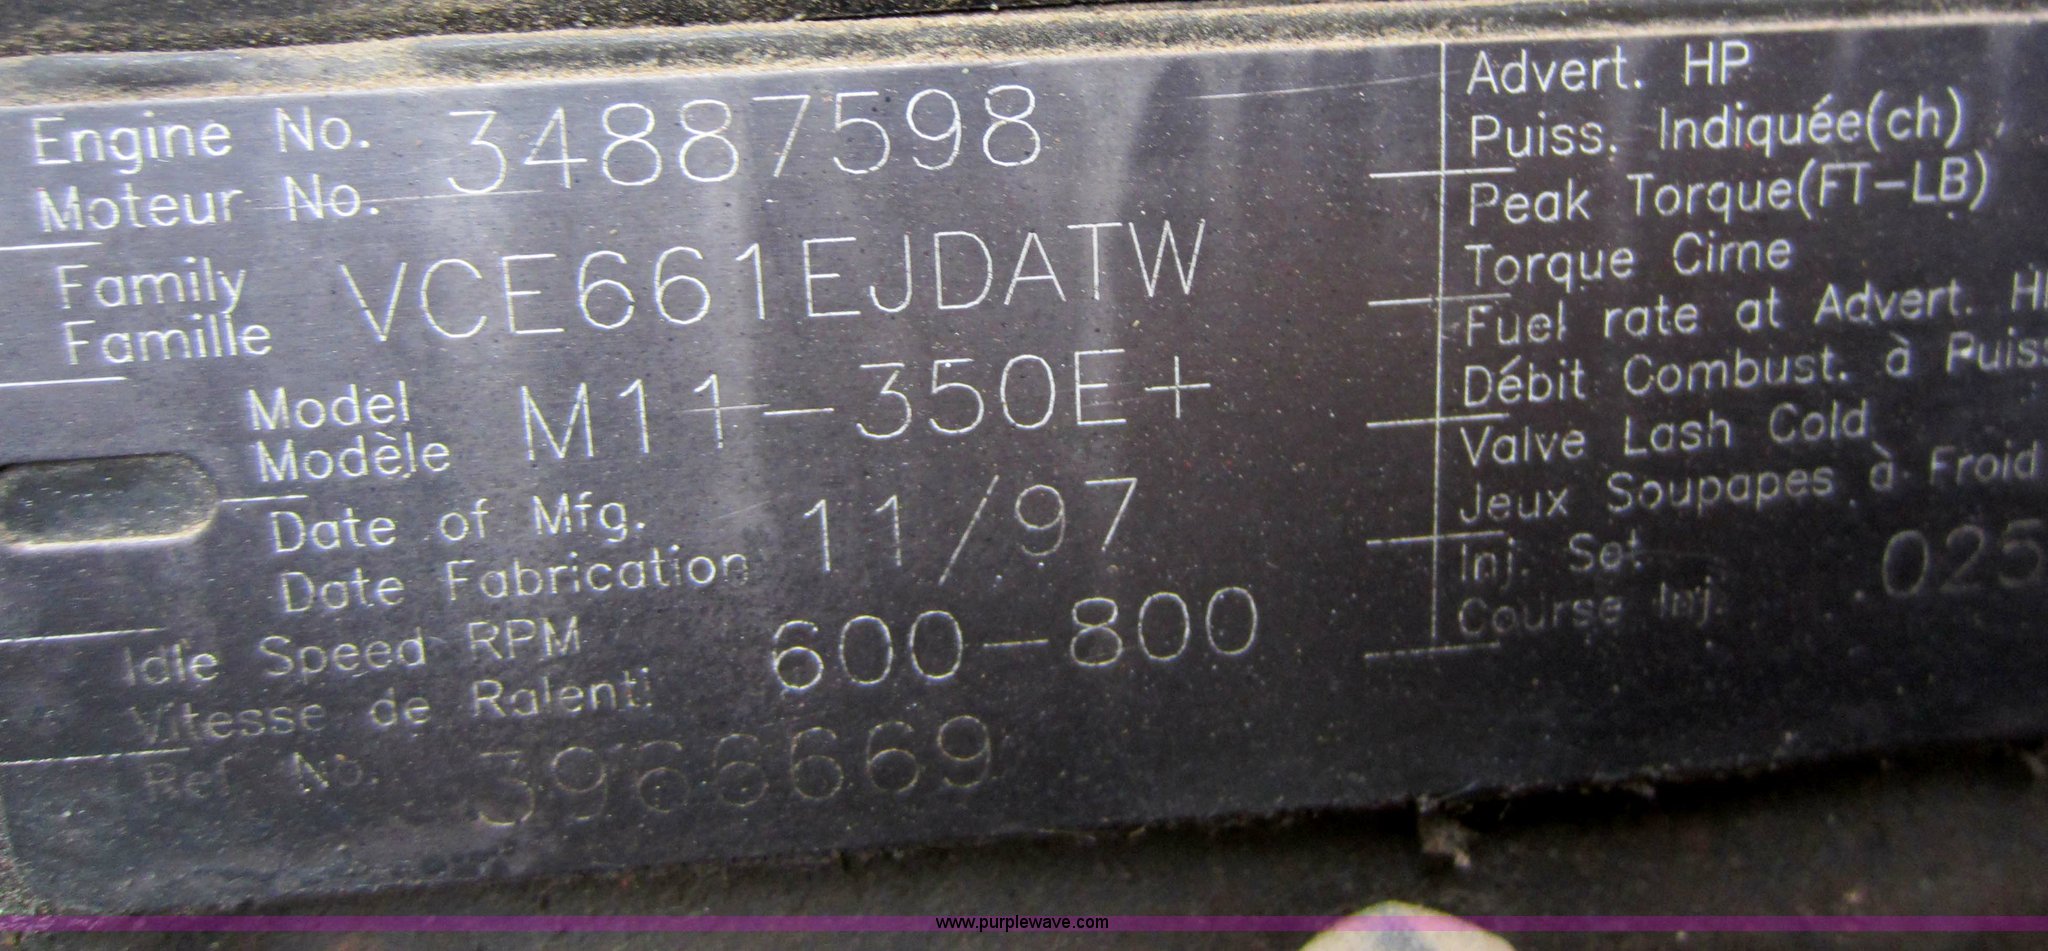 Engine No. 34887598
Moteur No.
Family VCE661EJDATW
Famille
Model M11-350E+
Modèle
Date of Mfg. 11/97
Date Fabrication
Idle Speed RPM 600-800
Vitesse de Ralenti
Ref No.
Advert. HP
Puiss. Indiquée(ch)
Peak Torque(FT-LB)
Torque Cime
Fuel rate at Advert. HP
Débit Combust. à Puiss
Valve Lash Cold
Jeux Soupapes à Froid
Inj. Set .025
Course Inj.
www.purplewave.com